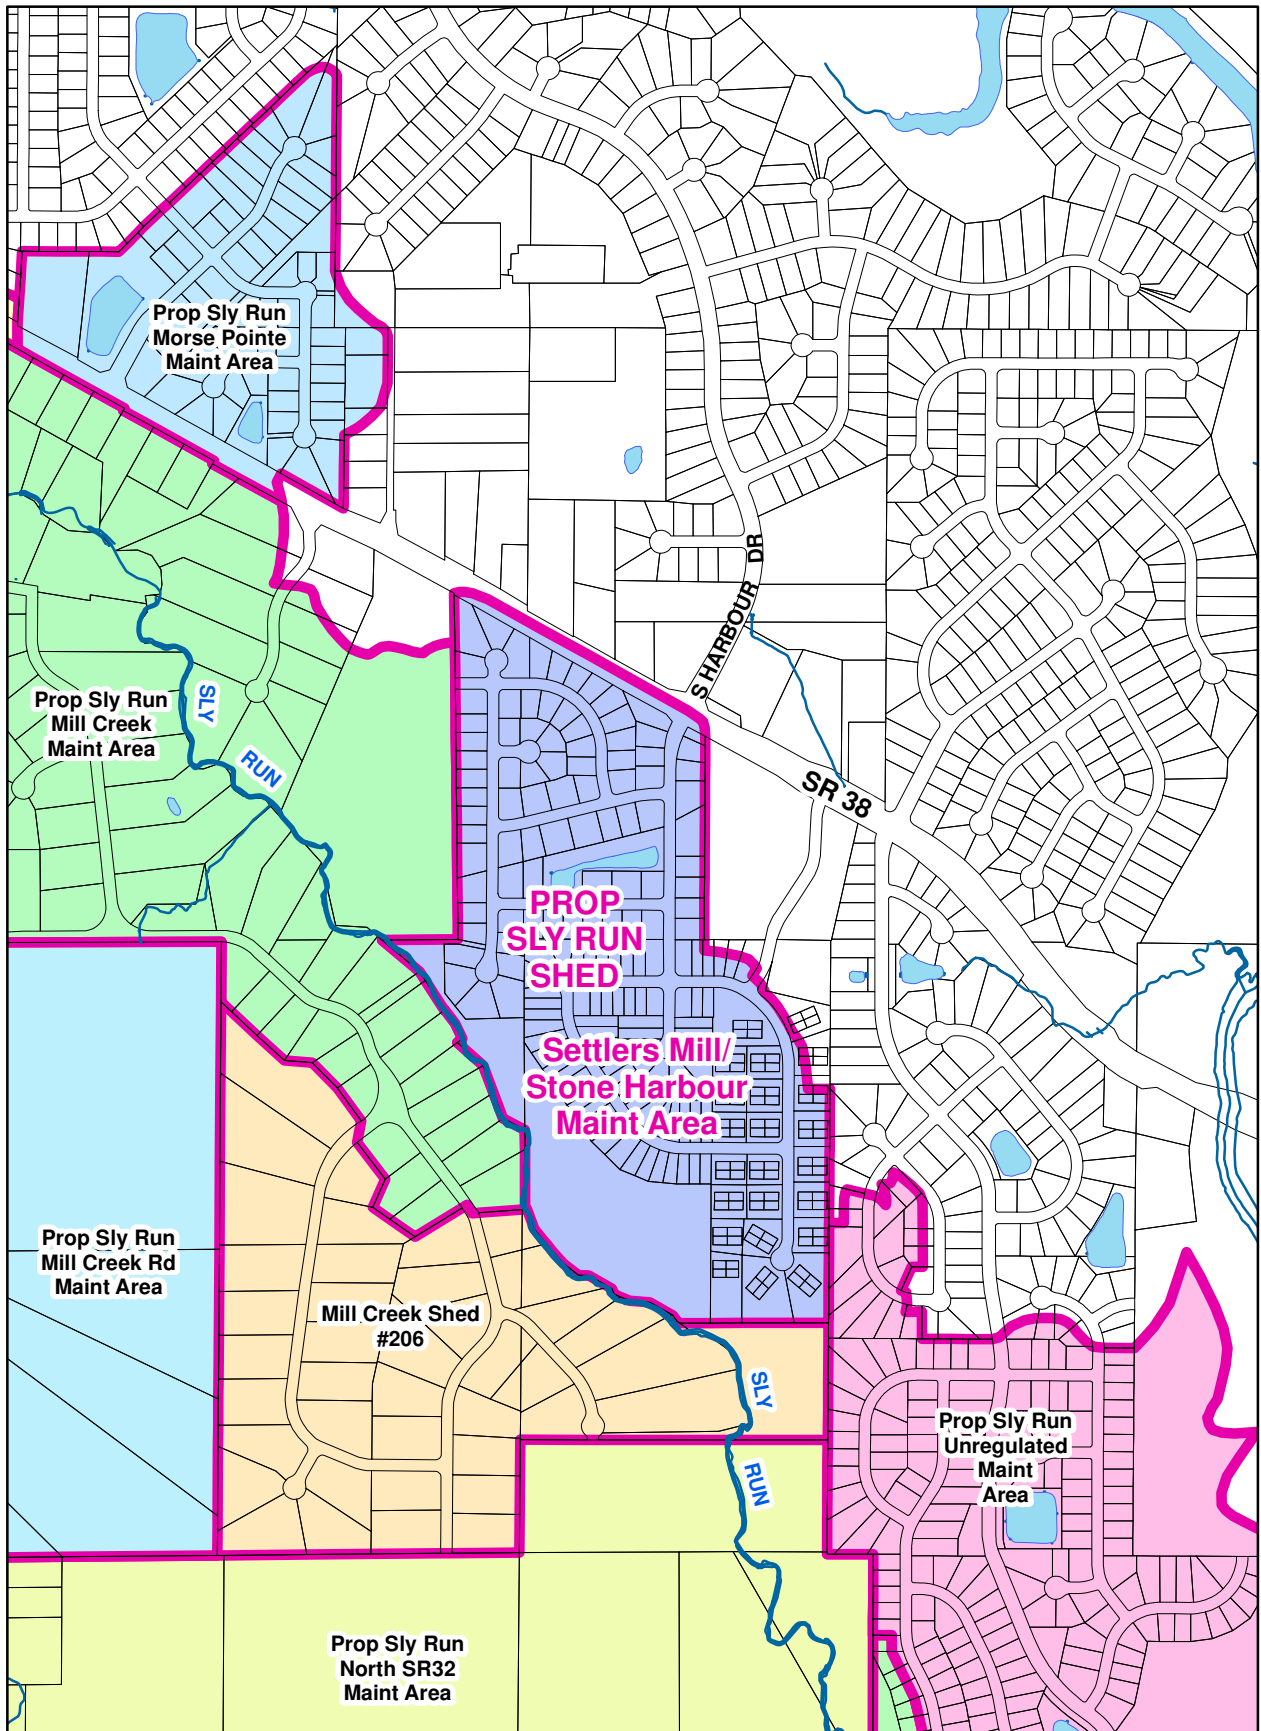 Prop Sly Run
Morse Pointe
Maint Area
S HARBOUR DR
Prop Sly Run
Mill Creek
Maint Area
SLY
RUN
SR 38
PROP
SLY RUN
SHED
Settlers Mill/
Stone Harbour
Maint Area
Prop Sly Run
Mill Creek Rd
Maint Area
Mill Creek Shed
#206
SLY
RUN
Prop Sly Run
Unregulated
Maint
Area
Prop Sly Run
North SR32
Maint Area